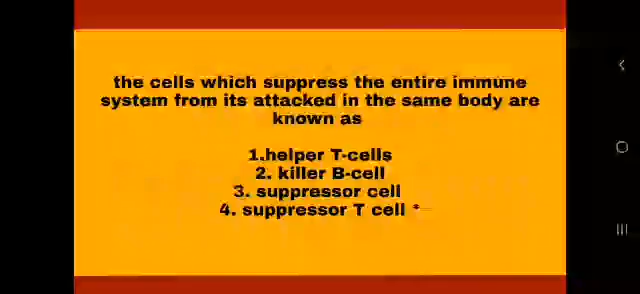 the cells which suppress the entire immune
system from its attacked in the same body are
known as
1.helper T-cells
2. killer B-cell
3. suppressor cell
4. suppressor T cell *